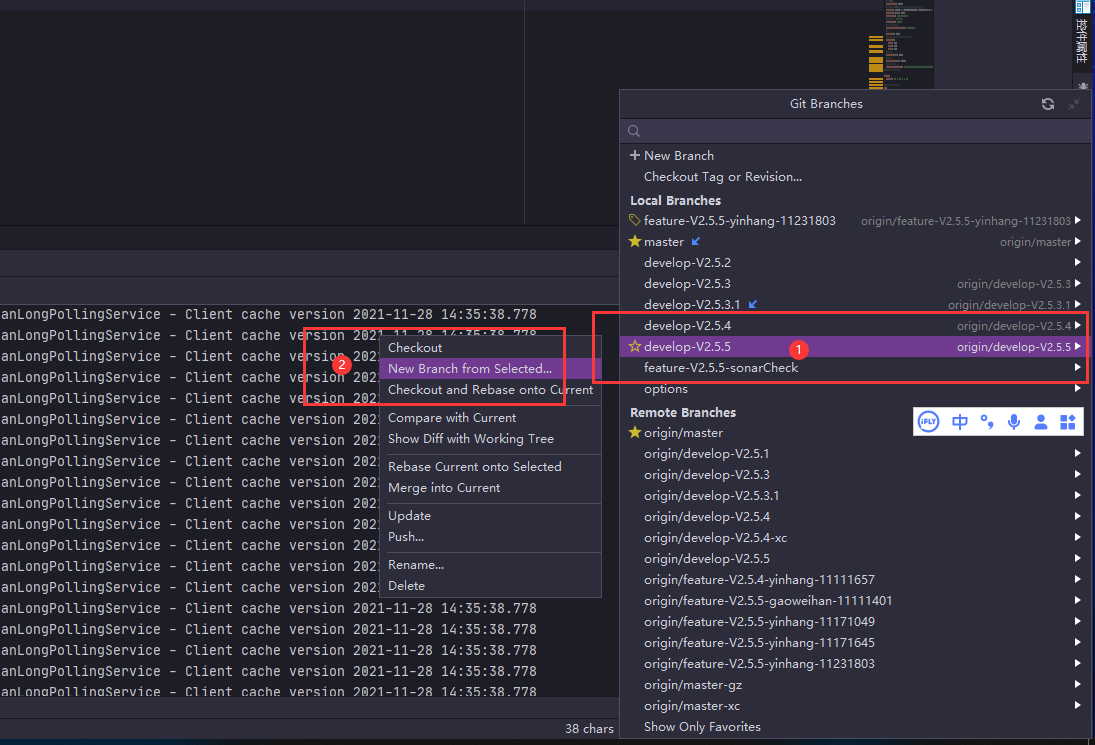 控件属性
Git Branches
New Branch
Checkout Tag or Revision...
Local Branches
feature-V2.5.5-yinhang-11231803 origin/feature-V2.5.5-yinhang-11231803
master origin/master
develop-V2.5.2
develop-V2.5.3 origin/develop-V2.5.3
develop-V2.5.3.1 origin/develop-V2.5.3.1
develop-V2.5.4 origin/develop-V2.5.4
develop-V2.5.5 1 origin/develop-V2.5.5
feature-V2.5.5-sonarCheck
options
Remote Branches
origin/master
iFLY 中
origin/develop-V2.5.1
origin/develop-V2.5.3
origin/develop-V2.5.3.1
origin/develop-V2.5.4
origin/develop-V2.5.4-xc
origin/develop-V2.5.5
origin/feature-V2.5.4-yinhang-11111657
origin/feature-V2.5.5-gaoweihan-11111401
origin/feature-V2.5.5-yinhang-11171049
origin/feature-V2.5.5-yinhang-11171645
origin/feature-V2.5.5-yinhang-11231803
origin/master-gz
origin/master-xc
Show Only Favorites
2
Checkout
New Branch from Selected...
Checkout and Rebase onto Current
Compare with Current
Show Diff with Working Tree
Rebase Current onto Selected
Merge into Current
Update
Push...
Rename...
Delete
anLongPollingService - Client cache version 2021-11-28 14:35:38.778
anLongPollingService - Client cache version 2021-11-28 14:35:38.778
anLongPollingService - Client cache version 202
anLongPollingService - Client cache version 202
anLongPollingService - Client cache version 202
anLongPollingService - Client cache version 202
anLongPollingService - Client cache version 202
anLongPollingService - Client cache version 202
anLongPollingService - Client cache version 202
anLongPollingService - Client cache version 202
anLongPollingService - Client cache version 202
anLongPollingService - Client cache version 202
anLongPollingService - Client cache version 202
anLongPollingService - Client cache version 202
anLongPollingService - Client cache version 2021-11-28 14:35:38.778
anLongPollingService - Client cache version 2021-11-28 14:35:38.778
anLongPollingService - Client cache version 2021-11-28 14:35:38.778
anLongPollingService - Client cache version 2021-11-28 14:35:38.778
anLongPollingService - Client cache version 2021-11-28 14:35:38.778
38 chars